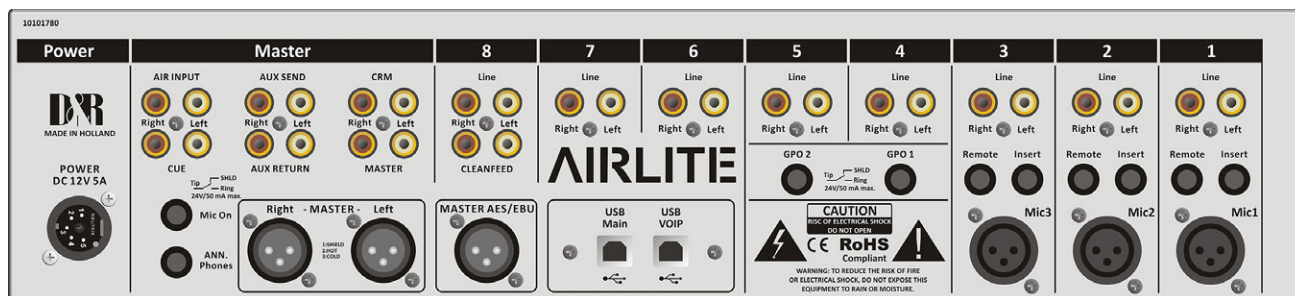 10101780
Power Master 8 7 6 5 4 3 2 1
AIR INPUT AUX SEND CRM Line Line Line Line Line Line Line Line
D&R
MADE IN HOLLAND
Right Left Right Left Right Left Right Left Right Left Right Left Right Left Right Left Right Left Right Left Right Left
CUE AUX RETURN MASTER CLEANFEED
AIRLITE
GPO 2 GPO 1
Remote Insert Remote Insert Remote Insert
POWER
DC 12V 5A
Tip SHLD
Ring
24V/50 mA max.
Tip SHLD
Ring
24V/50 mA max.
Mic On
ANN.
Phones
Right - MASTER - Left
1:SHIELD
2:HOT
3:COLD
MASTER AES/EBU
USB
Main
USB
VOIP
CAUTION
RISC OF ELECTRICAL SHOCK
DO NOT OPEN
CE RoHS
Compliant
WARNING: TO REDUCE THE RISK OF FIRE
OR ELECTRICAL SHOCK, DO NOT EXPOSE THIS
EQUIPMENT TO RAIN OR MOISTURE.
Mic3 Mic2 Mic1